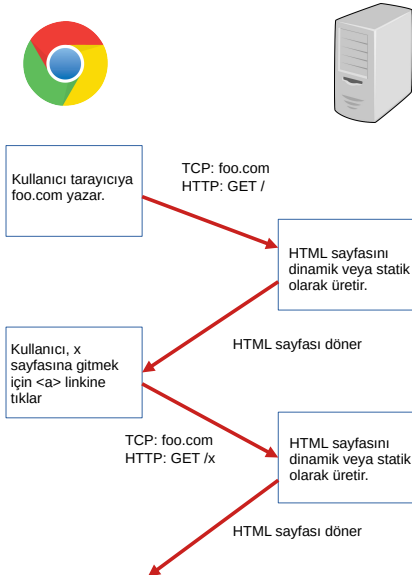 Kullanıcı tarayıcıya
foo.com yazar.
TCP: foo.com
HTTP: GET /
HTML sayfasını
dinamik veya statik
olarak üretir.
HTML sayfası döner
Kullanıcı, x
sayfasına gitmek
için <a> linkine
tıklar
TCP: foo.com
HTTP: GET /x
HTML sayfasını
dinamik veya statik
olarak üretir.
HTML sayfası döner